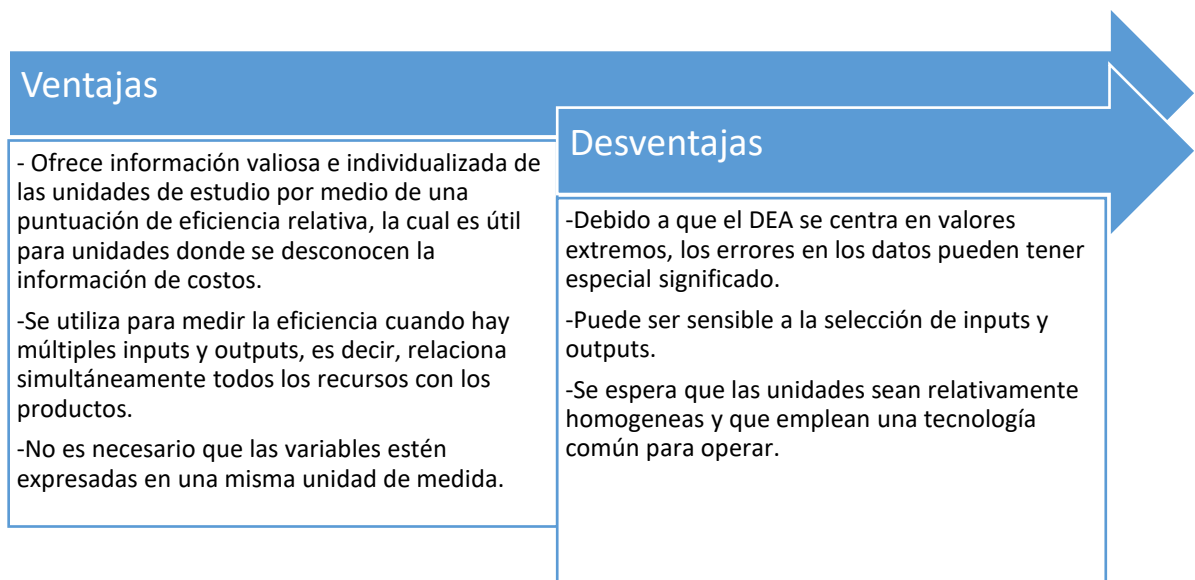 Ventajas
- Ofrece información valiosa e individualizada de
las unidades de estudio por medio de una
puntuación de eficiencia relativa, la cual es útil
para unidades donde se desconocen la
información de costos.
-Se utiliza para medir la eficiencia cuando hay
múltiples inputs y outputs, es decir, relaciona
simultáneamente todos los recursos con los
productos.
-No es necesario que las variables estén
expresadas en una misma unidad de medida.
Desventajas
-Debido a que el DEA se centra en valores
extremos, los errores en los datos pueden tener
especial significado.
-Puede ser sensible a la selección de inputs y
outputs.
-Se espera que las unidades sean relativamente
homogeneas y que emplean una tecnología
común para operar.